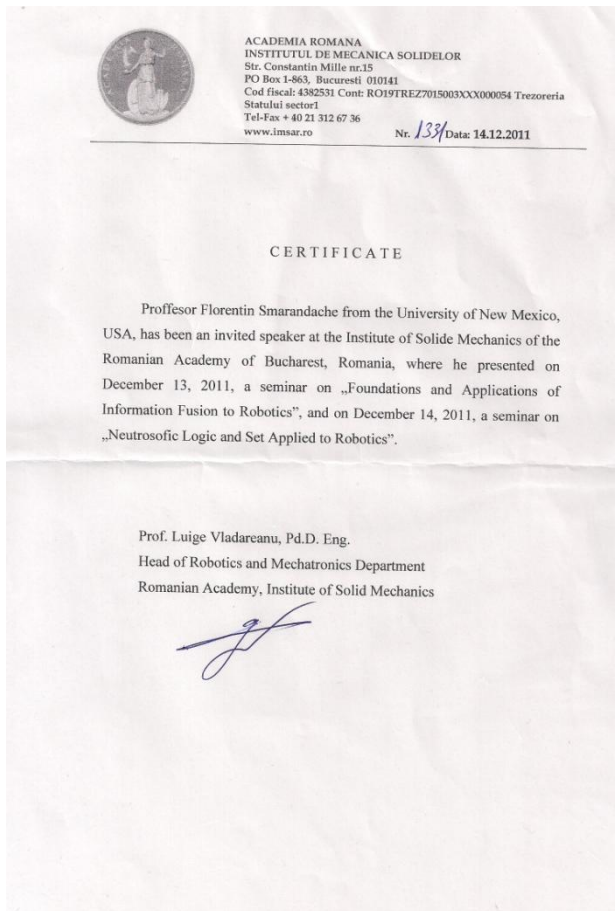 ACADEMIA ROMANA
INSTITUTUL DE MECANICA SOLIDELOR
Str. Constantin Mille nr.15
PO Box 1-863, Bucuresti 010141
Cod fiscal: 4382531 Cont: RO19TREZ7015003XXX000054 Trezoreria
Statului sector1
Tel-Fax + 40 21 312 67 36
www.imsar.ro Nr. 133/Data: 14.12.2011
CERTIFICATE
Proffesor Florentin Smarandache from the University of New Mexico,
USA, has been an invited speaker at the Institute of Solide Mechanics of the
Romanian Academy of Bucharest, Romania, where he presented on
December 13, 2011, a seminar on „Foundations and Applications of
Information Fusion to Robotics”, and on December 14, 2011, a seminar on
„Neutrosofic Logic and Set Applied to Robotics”.
Prof. Luige Vladareanu, Pd.D. Eng.
Head of Robotics and Mechatronics Department
Romanian Academy, Institute of Solid Mechanics